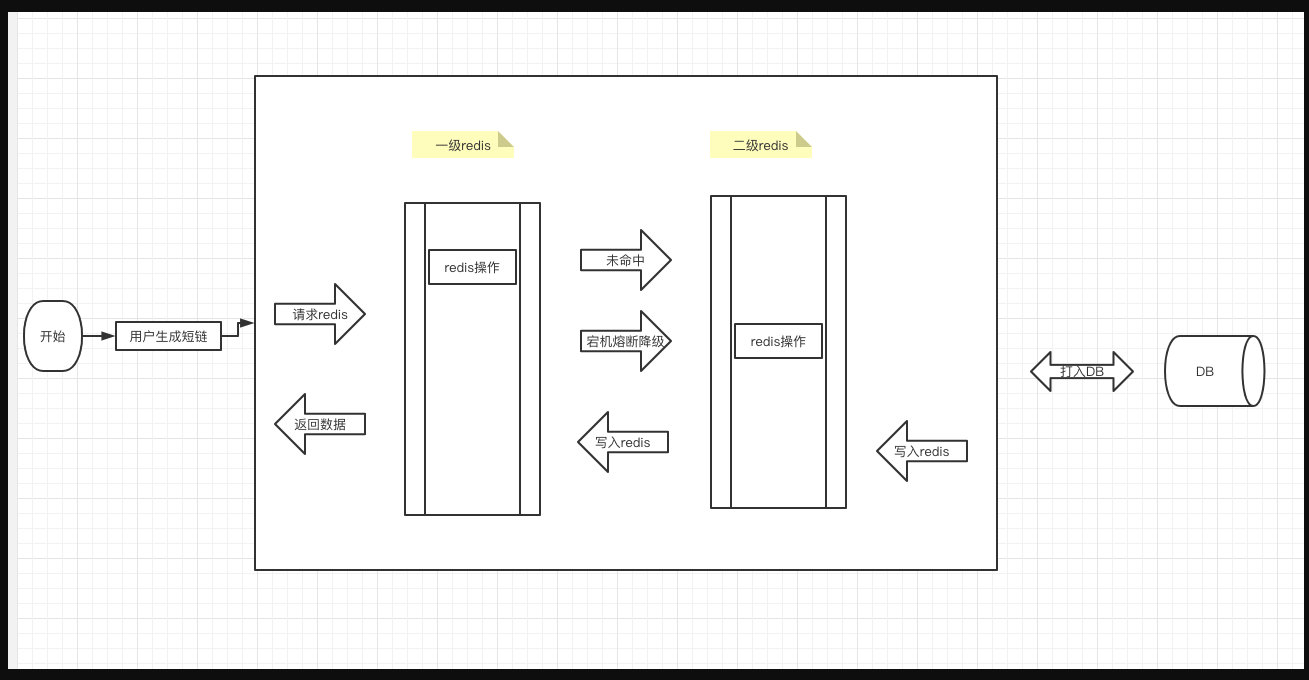 一级redis
二级redis
redis操作
未命中
请求redis
开始
用户生成短链
宕机熔断降级
redis操作
打入DB
DB
返回数据
写入redis
写入redis